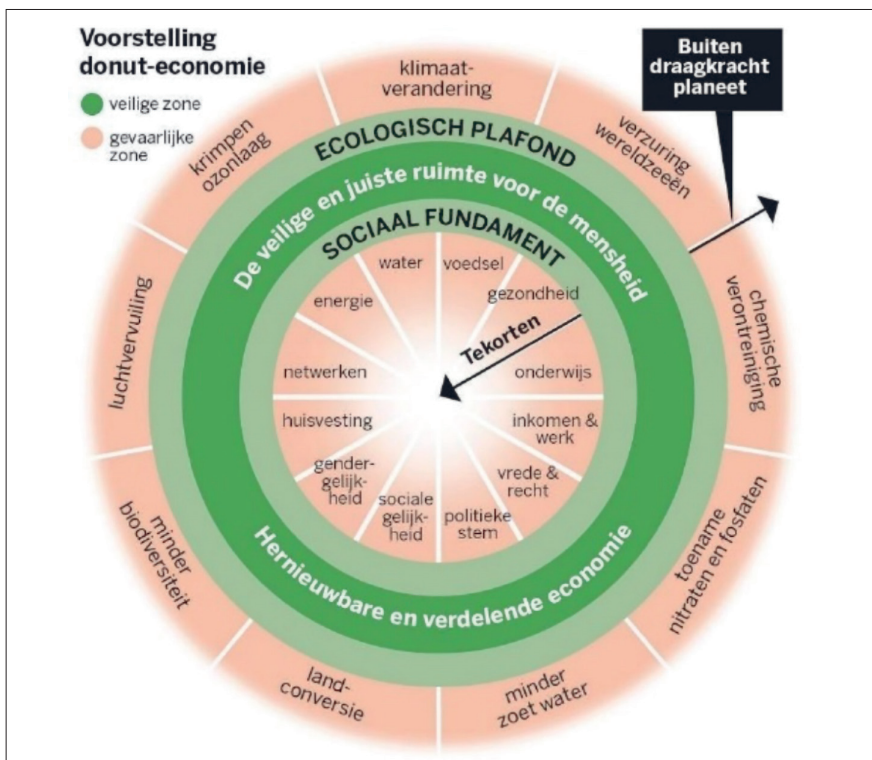 Voorstelling
donut-economie
veilige zone
gevaarlijke
zone
Buiten
draagkracht
planeet
klimaat-
verandering
verzuring
wereldzeeën
chemische
verontreiniging
toename
nitraten en fosfaten
minder
zoet water
land-
conversie
minder
biodiversiteit
luchtvervuiling
krimpen
ozonlaag
ECOLOGISCH PLAFOND
De veilige en juiste ruimte voor de mensheid
SOCIAAL FUNDAMENT
water
voedsel
gezondheid
Tekorten
onderwijs
inkomen &
werk
vrede &
recht
politieke
stem
sociale
gelijk-
heid
gender-
gelijk-
heid
huisvesting
netwerken
energie
Hernieuwbare en verdelende economie